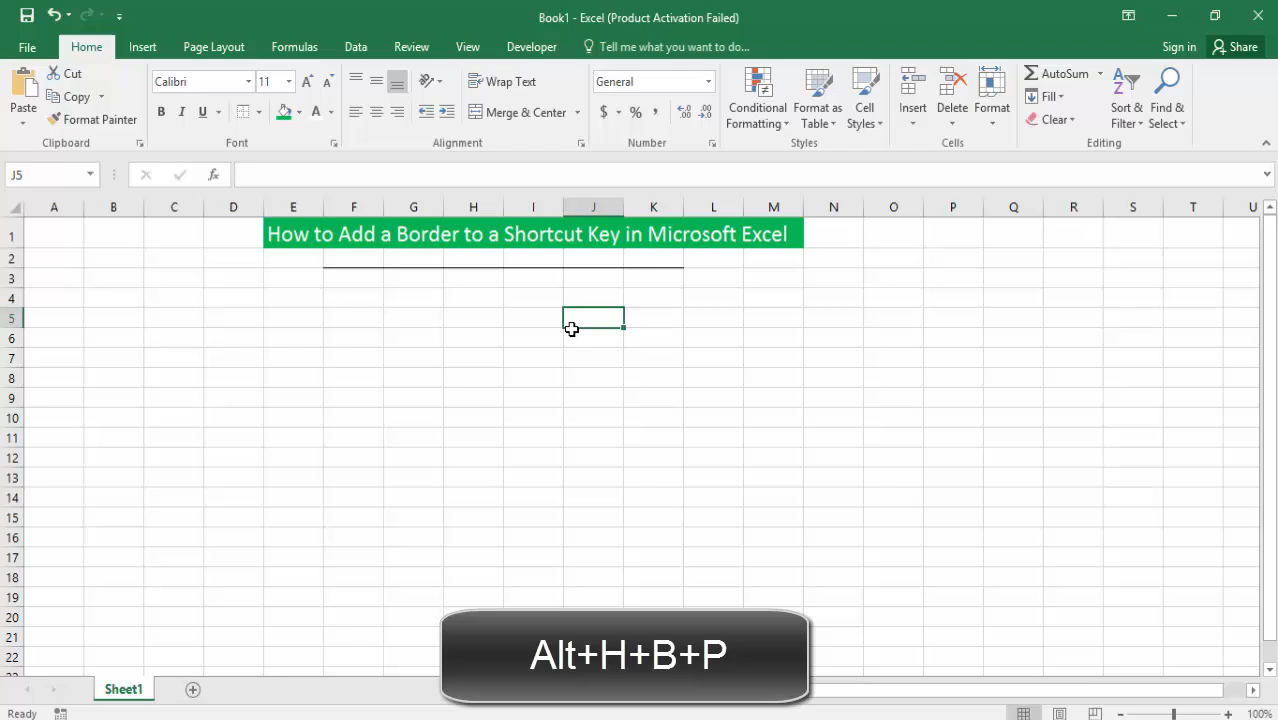 Book1 - Excel (Product Activation Failed)
File Home Insert Page Layout Formulas Data Review View Developer Tell me what you want to do... Sign in Share
Paste
Cut
Copy
Format Painter
Clipboard
Calibri 11
B I U A
Font
Wrap Text
Merge & Center
Alignment
General
$ % ,
Number
Conditional Formatting
Format as Table
Cell Styles
Styles
Insert Delete Format
Cells
AutoSum
Fill
Clear
Sort & Filter
Find & Select
Editing
J5 fx
A B C D E F G H I J K L M N O P Q R S T U
1 How to Add a Border to a Shortcut Key in Microsoft Excel
2
3
4
5
6
7
8
9
10
11
12
13
14
15
16
17
18
19
20
21
22
Alt+H+B+P
Sheet1
Ready 100%